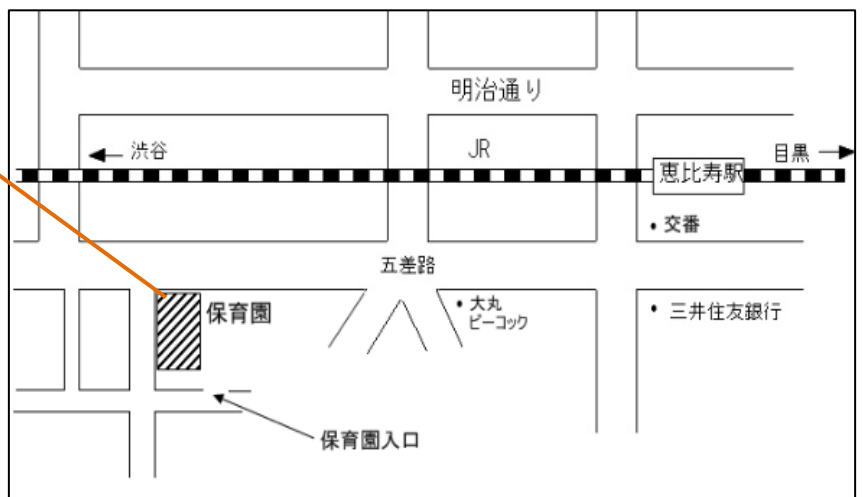 明治通り
渋谷
JR
目黒
恵比寿駅
交番
五差路
大丸
ピーコック
三井住友銀行
保育園
保育園入口